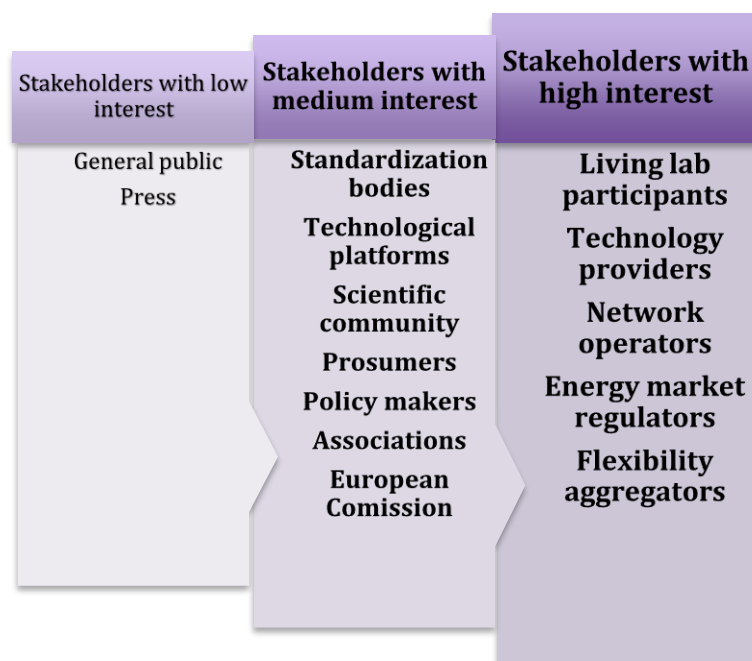 Stakeholders with low
interest
General public
Press
Stakeholders with
medium interest
Standardization
bodies
Technological
platforms
Scientific
community
Prosumers
Policy makers
Associations
European
Comission
Stakeholders with
high interest
Living lab
participants
Technology
providers
Network
operators
Energy market
regulators
Flexibility
aggregators